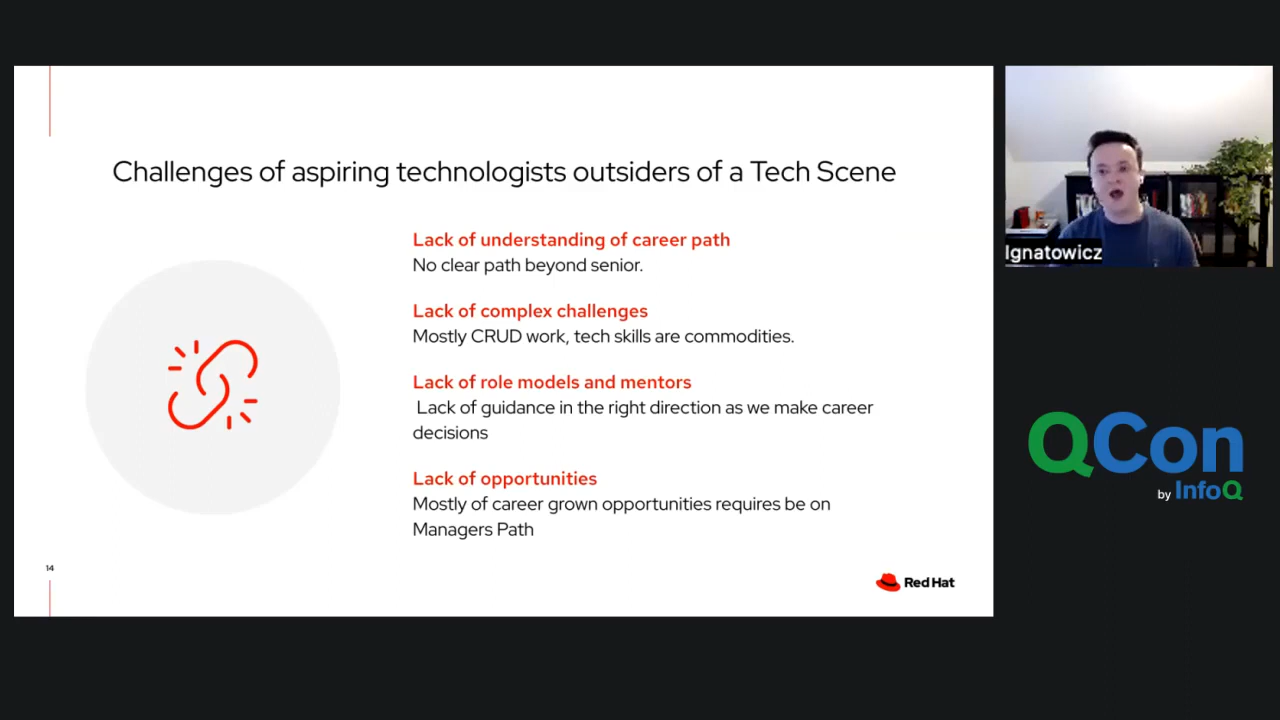 Challenges of aspiring technologists outsiders of a Tech Scene
Lack of understanding of career path
No clear path beyond senior.
Lack of complex challenges
Mostly CRUD work, tech skills are commodities.
Lack of role models and mentors
Lack of guidance in the right direction as we make career
decisions
Lack of opportunities
Mostly of career grown opportunities requires be on
Managers Path
14
Red Hat
Ignatowicz
QCon
by InfoQ